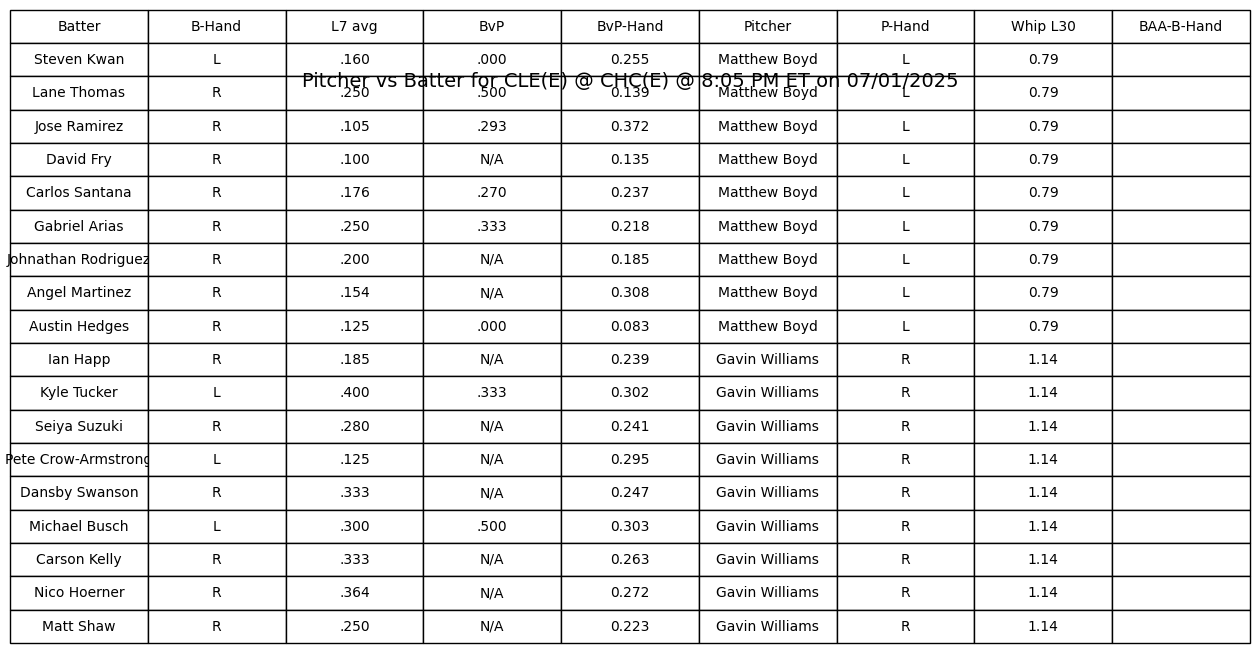 Batter B-Hand L7 avg BvP BvP-Hand Pitcher P-Hand Whip L30 BAA-B-Hand
Steven Kwan L .160 .000 0.255 Matthew Boyd L 0.79
Pitcher vs Batter for CLE(E) @ CHC(E) @ 8:05 PM ET on 07/01/2025
Lane Thomas R .250 .500 0.139 Matthew Boyd L 0.79
Jose Ramirez R .105 .293 0.372 Matthew Boyd L 0.79
David Fry R .100 N/A 0.135 Matthew Boyd L 0.79
Carlos Santana R .176 .270 0.237 Matthew Boyd L 0.79
Gabriel Arias R .250 .333 0.218 Matthew Boyd L 0.79
Johnathan Rodriguez R .200 N/A 0.185 Matthew Boyd L 0.79
Angel Martinez R .154 N/A 0.308 Matthew Boyd L 0.79
Austin Hedges R .125 .000 0.083 Matthew Boyd L 0.79
Ian Happ R .185 N/A 0.239 Gavin Williams R 1.14
Kyle Tucker L .400 .333 0.302 Gavin Williams R 1.14
Seiya Suzuki R .280 N/A 0.241 Gavin Williams R 1.14
Pete Crow-Armstrong L .125 N/A 0.295 Gavin Williams R 1.14
Dansby Swanson R .333 N/A 0.247 Gavin Williams R 1.14
Michael Busch L .300 .500 0.303 Gavin Williams R 1.14
Carson Kelly R .333 N/A 0.263 Gavin Williams R 1.14
Nico Hoerner R .364 N/A 0.272 Gavin Williams R 1.14
Matt Shaw R .250 N/A 0.223 Gavin Williams R 1.14